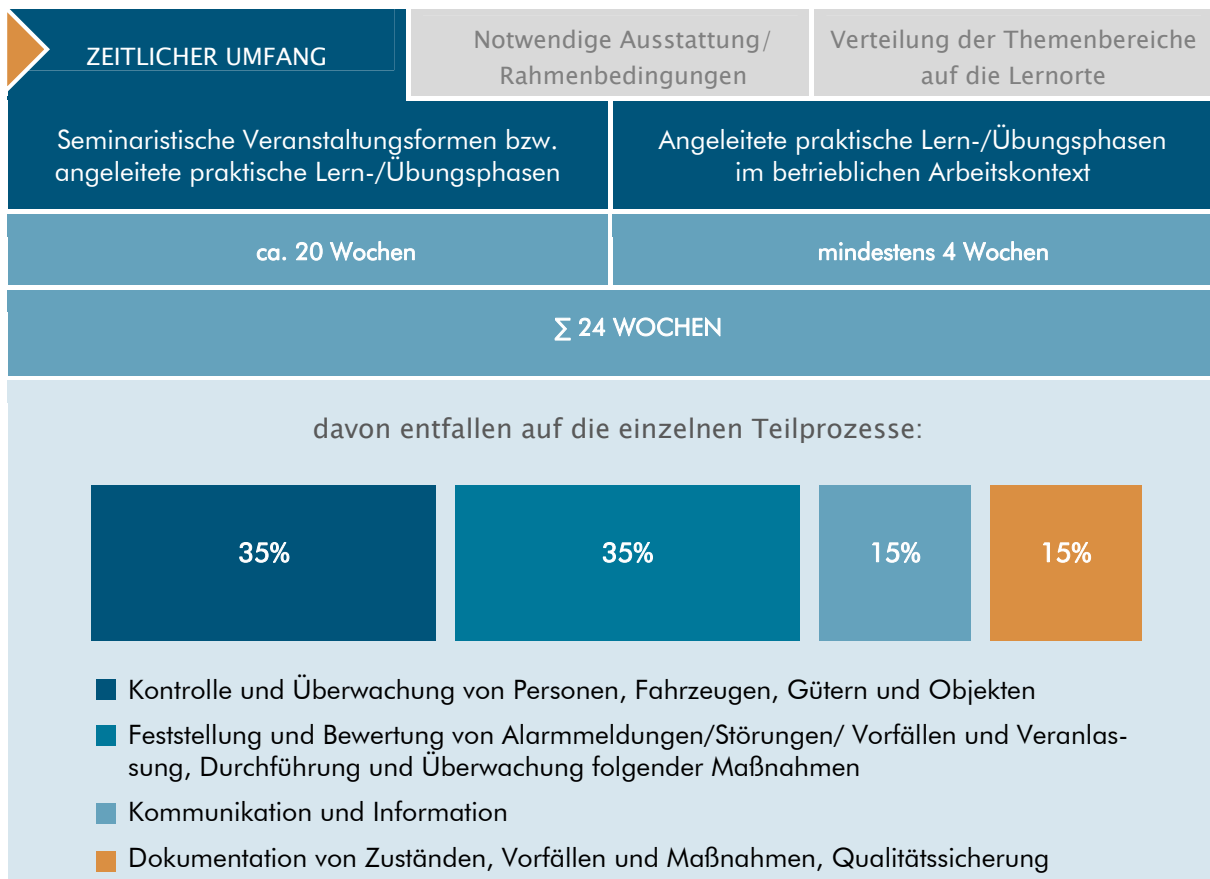 ZEITLICHER UMFANG
Notwendige Ausstattung/
Rahmenbedingungen
Verteilung der Themenbereiche
auf die Lernorte
Seminaristische Veranstaltungsformen bzw.
angeleitete praktische Lern-/Übungsphasen
Angeleitete praktische Lern-/Übungsphasen
im betrieblichen Arbeitskontext
ca. 20 Wochen
mindestens 4 Wochen
∑ 24 WOCHEN
davon entfallen auf die einzelnen Teilprozesse:
35%
35%
15%
15%
Kontrolle und Überwachung von Personen, Fahrzeugen, Gütern und Objekten
Feststellung und Bewertung von Alarmmeldungen/Störungen/ Vorfällen und Veranlas-
sung, Durchführung und Überwachung folgender Maßnahmen
Kommunikation und Information
Dokumentation von Zuständen, Vorfällen und Maßnahmen, Qualitätssicherung